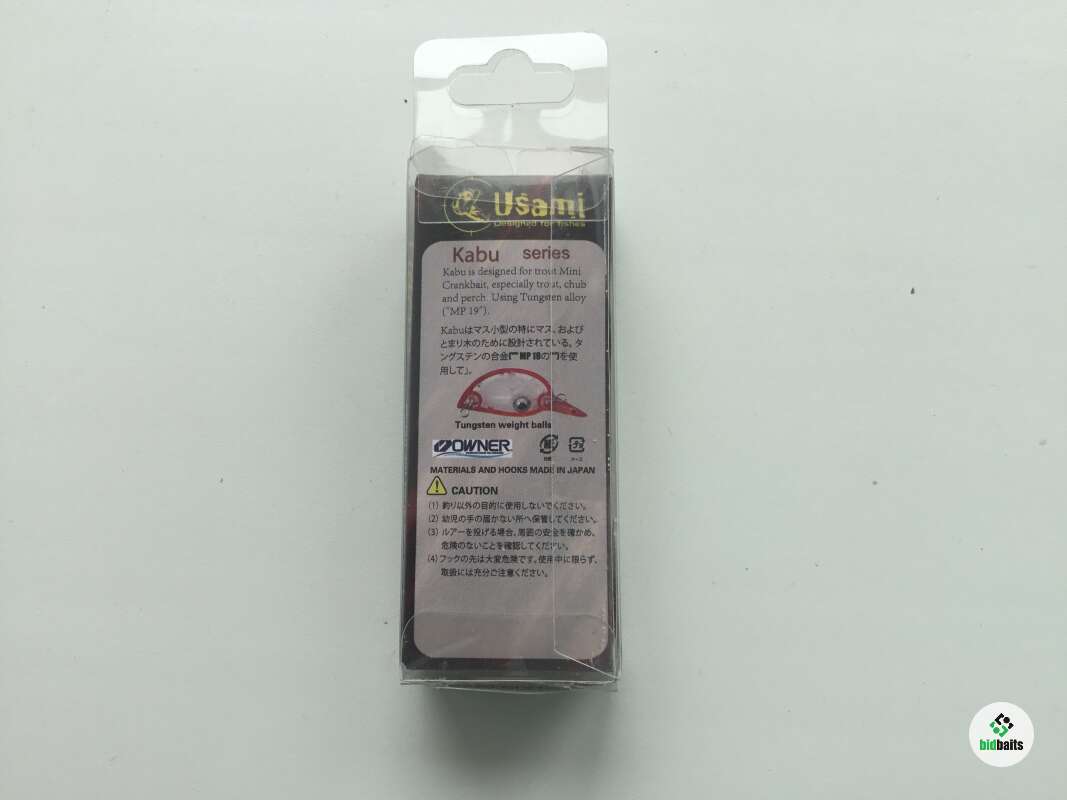 Usami
Designed for fishes
Kabu series
Kabu is designed for trout Mini
Crankbait, especially trout, chub
and perch. Using Tungsten alloy
("MP 19").
Kabuはマス小型の特にマス、および
とまり木のために設計されている。タ
ングステンの合金("" MP 19の"")を使
用して」。
Tungsten weight balls
OWNER
MATERIALS AND HOOKS MADE IN JAPAN
CAUTION
(1) 釣り以外の目的に使用しないでください。
(2) 幼児の手の届かない所へ保管してください。
(3) ルアーを投げる場合、周囲の安全を確かめ、
危険のないことを確認してください。
(4) フックの先は大変危険です。使用中に限らず、
取扱には充分ご注意ください。
bidbaits